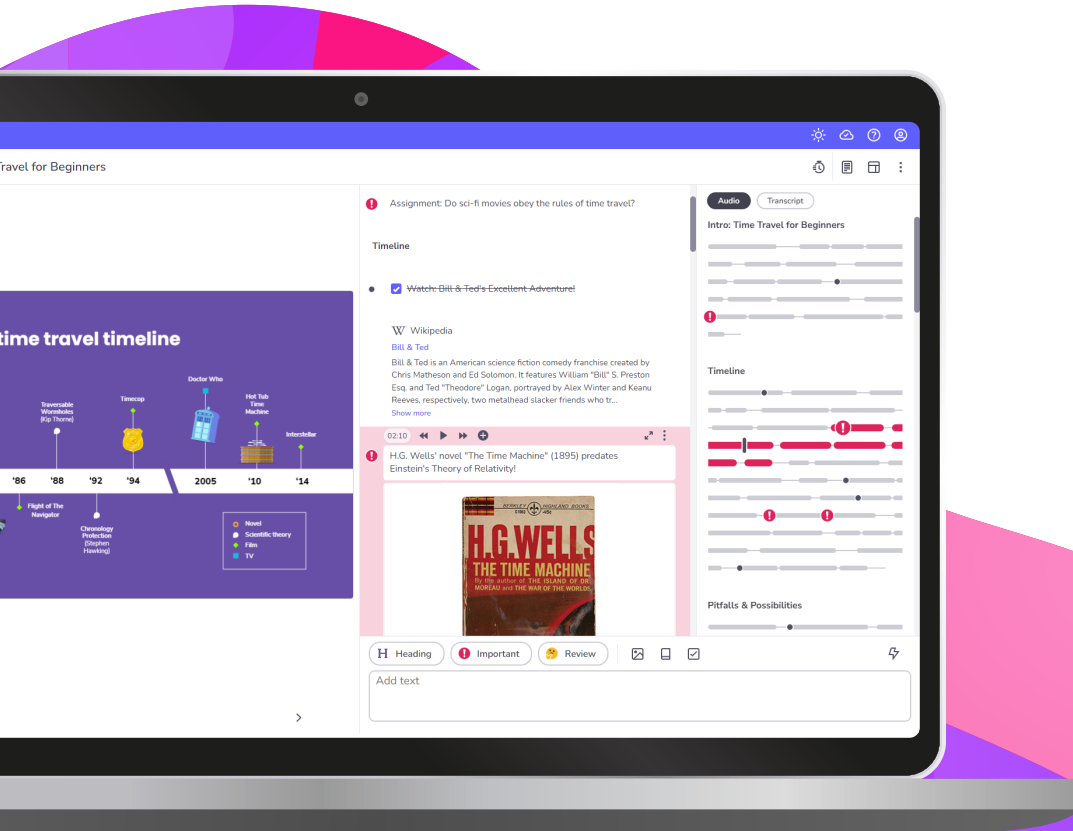 Travel for Beginners
time travel timeline
Doctor Who
Hot Tub
Time
Machine
Timecop
Traversable
Wormholes
(Kip Thorne)
Interstellar
'86
'88
'92
'94
2005
'10
'14
Flight of The
Navigator
Chronology
Protection
(Stephen
Hawking)
Novel
Scientific theory
Film
TV
Assignment: Do sci-fi movies obey the rules of time travel?
Timeline
Watch: Bill & Ted's Excellent Adventure!
W Wikipedia
Bill & Ted
Bill & Ted is an American science fiction comedy franchise created by
Chris Matheson and Ed Solomon. It features William "Bill" S. Preston
Esq. and Ted "Theodore" Logan, portrayed by Alex Winter and Keanu
Reeves, respectively, two metalhead slacker friends who tr...
Show more
02:10
H.G. Wells' novel "The Time Machine" (1895) predates
Einstein's Theory of Relativity!
BERKLEY HIGHLAND BOOKS
H.G.WELLS
THE TIME MACHINE
By the author of THE ISLAND OF DR.
MOREAU and THE WAR OF THE WORLDS
H Heading
Important
Review
Add text
Audio
Transcript
Intro: Time Travel for Beginners
Timeline
Pitfalls & Possibilities